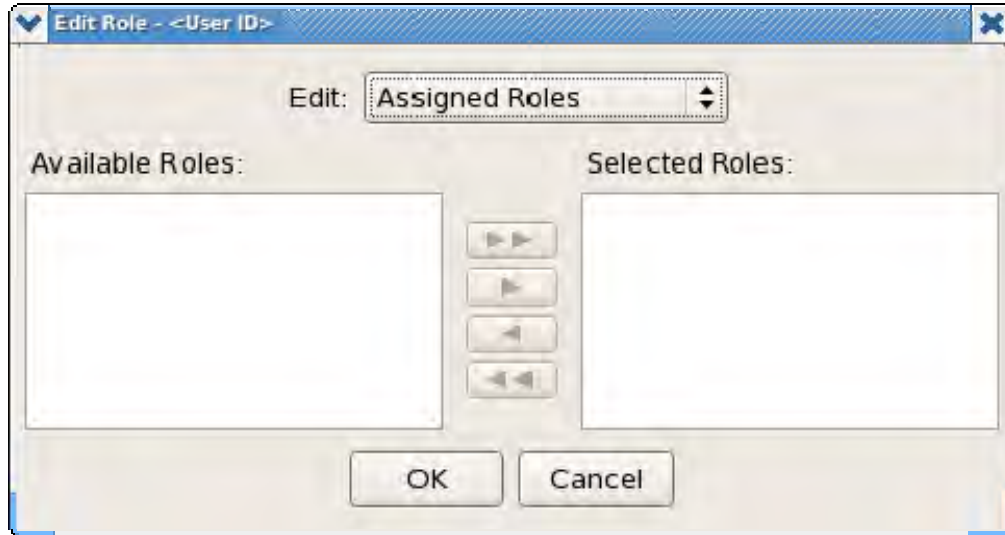 Edit Role - <User ID>
Edit: Assigned Roles
Available Roles:
Selected Roles:
OK
Cancel